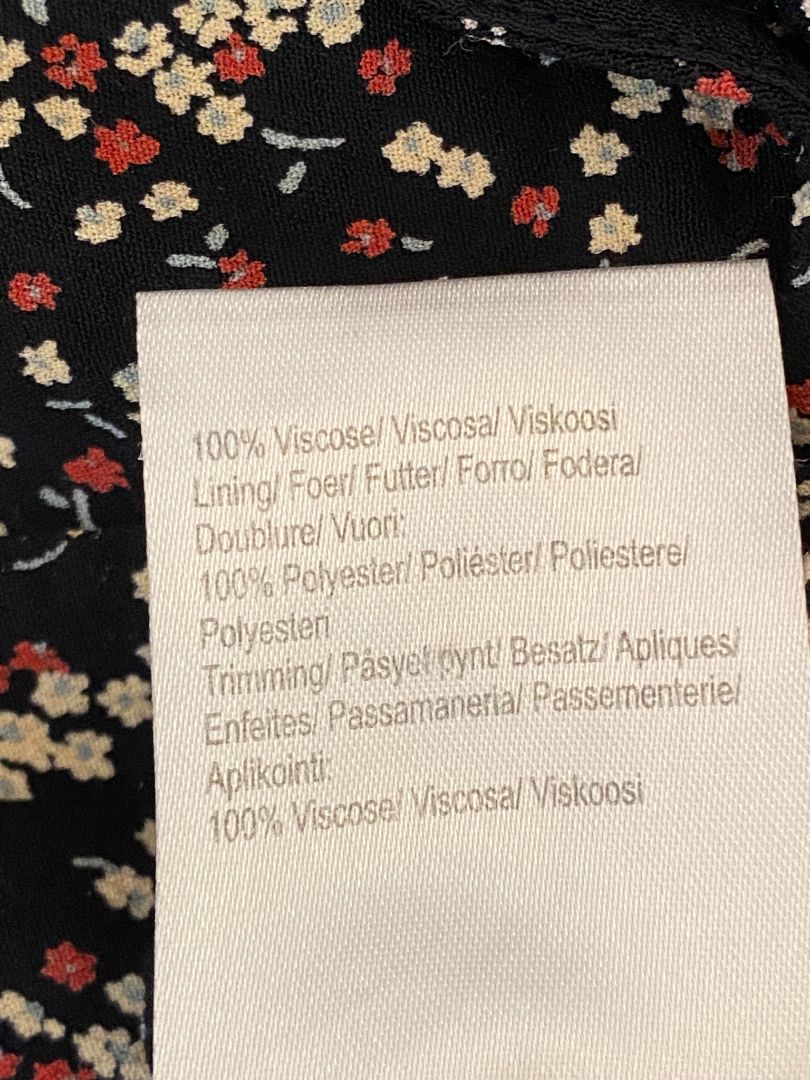 100% Viscose/ Viscosa/ Viskoosi
Lining/ Foer/ Futter/ Forro/ Fodera/
Doublure/ Vuori:
100% Polyester/ Poliéster/ Poliestere/
Polyesteri
Trimming/ Påsyet pynt/ Besatz/ Apliques/
Enfeites/ Passamaneria/ Passementerie/
Aplikointi:
100% Viscose/ Viscosa/ Viskoosi